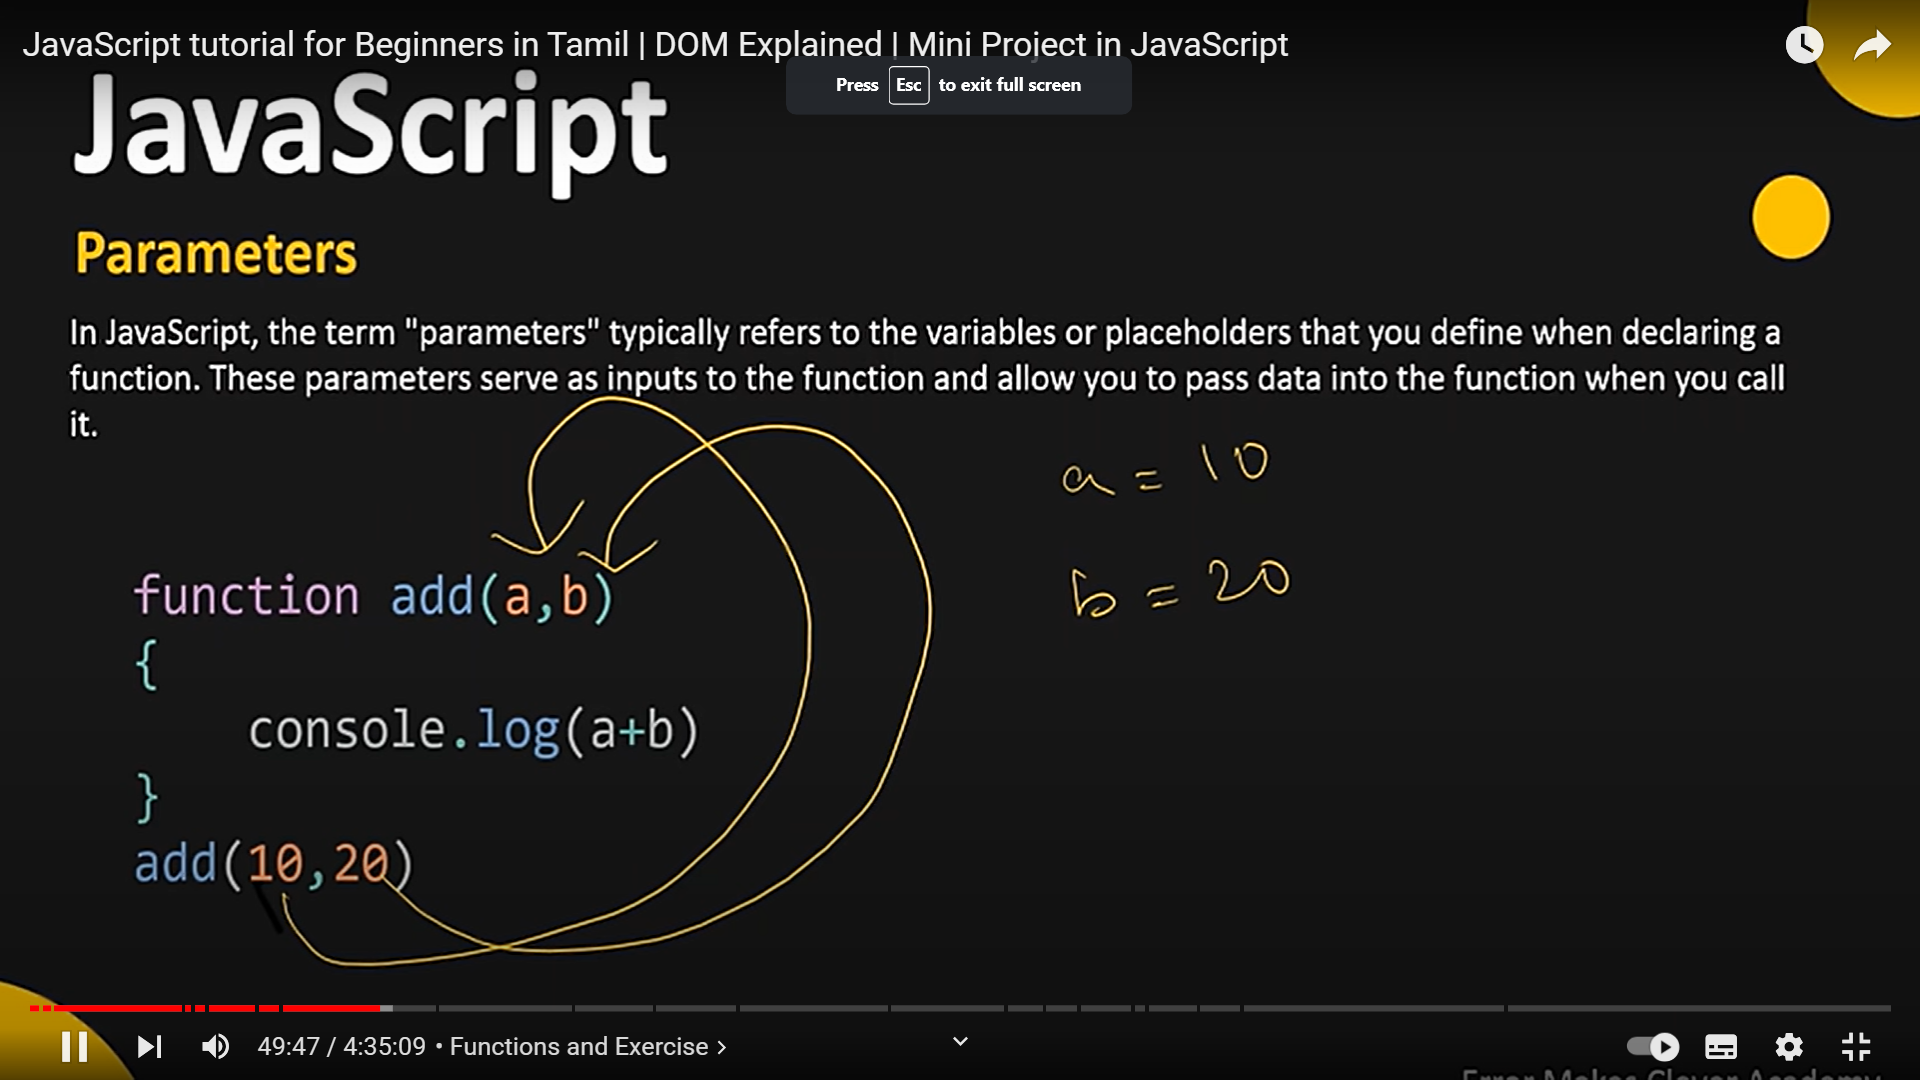 JavaScript tutorial for Beginners in Tamil | DOM Explained | Mini Project in JavaScript
Press Esc to exit full screen
JavaScript
Parameters
In JavaScript, the term "parameters" typically refers to the variables or placeholders that you define when declaring a
function. These parameters serve as inputs to the function and allow you to pass data into the function when you call
it.
a = 10
b = 20
function add(a,b)
{
console.log(a+b)
}
add(10,20)
49:47 / 4:35:09 • Functions and Exercise >
Error Makes Clever Academy